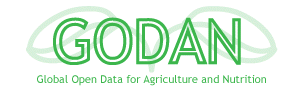 GODAN
Global Open Data for Agriculture and Nutrition